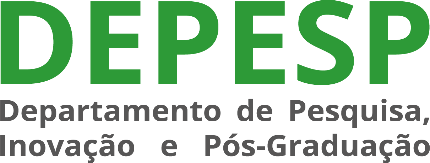 DEPESP
Departamento de Pesquisa,
Inovação e Pós-Graduação